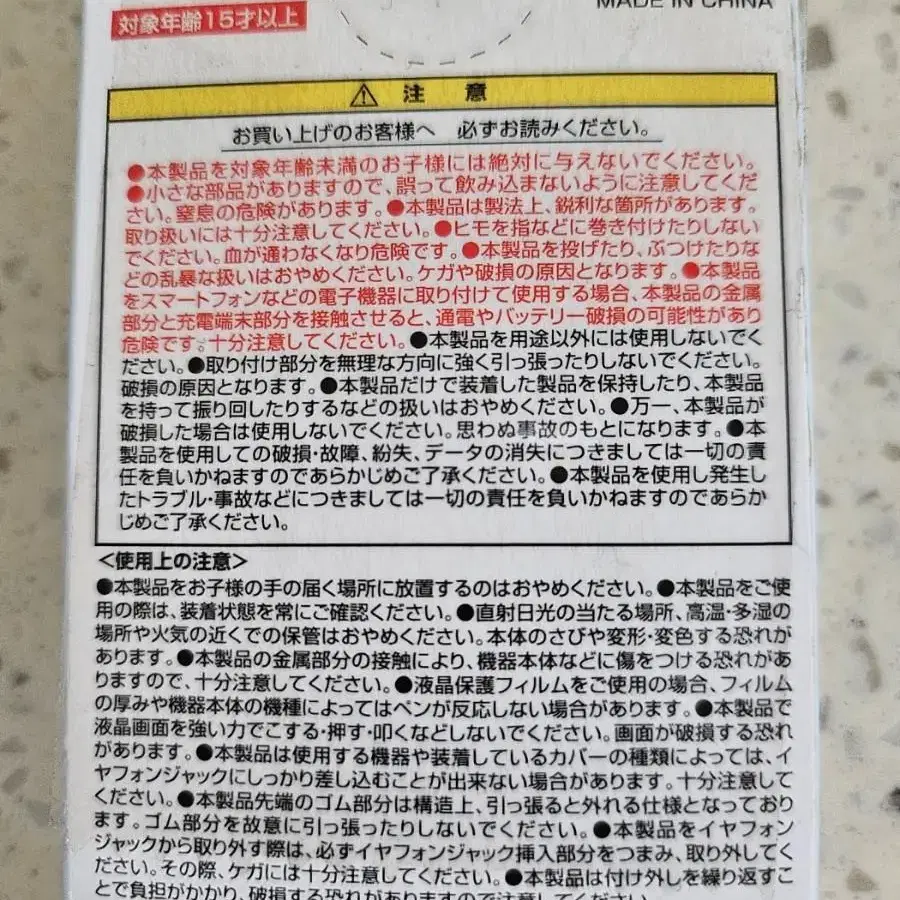 MADE IN CHINA
対象年齢15才以上
⚠ 注 意
お買い上げのお客様へ 必ずお読みください。
●本製品を対象年齢未満のお子様には絶対に与えないでください。
●小さな部品がありますので、誤って飲み込まないように注意してくだ
さい。窒息の危険があります。●本製品は製法上、鋭利な箇所があります。
取り扱いには十分注意してください。●ヒモを指などに巻き付けたりしない
でください。血が通わなくなり危険です。●本製品を投げたり、ぶつけたりな
どの乱暴な扱いはおやめください。ケガや破損の原因となります。●本製品
をスマートフォンなどの電子機器に取り付けて使用する場合、本製品の金属
部分と充電端末部分を接触させると、通電やバッテリー破損の可能性があり
危険です。十分注意してください。●本製品を用途以外には使用しないでく
ださい。●取り付け部分を無理な方向に強く引っ張ったりしないでください。
破損の原因となります。●本製品だけで装着した製品を保持したり、本製品
を持って振り回したりするなどの扱いはおやめください。●万一、本製品が
破損した場合は使用しないでください。思わぬ事故のもとになります。●本
製品を使用しての破損・故障、紛失、データの消失につきましては一切の責
任を負いかねますのであらかじめご了承ください。●本製品を使用し発生し
たトラブル・事故などにつきましては一切の責任を負いかねますのであらか
じめご了承ください。
＜使用上の注意＞
●本製品をお子様の手の届く場所に放置するのはおやめください。●本製品をご使
用の際は、装着状態を常にご確認ください。●直射日光の当たる場所、高温・多湿の
場所や火気の近くでの保管はおやめください。本体のさびや変形・変色する恐れが
あります。●本製品の金属部分の接触により、機器本体などに傷をつける恐れがあ
りますので、十分注意してください。●液晶保護フィルムをご使用の場合、フィルム
の厚みや機器本体の機種によってはペンが反応しない場合があります。●本製品で
液晶画面を強い力でこする・押す・叩くなどしないでください。画面が破損する恐れ
があります。●本製品は使用する機器や装着しているカバーの種類によっては、イ
ヤフォンジャックにしっかり差し込むことが出来ない場合があります。十分注意して
ください。●本製品先端のゴム部分は構造上、引っ張ると外れる仕様となっており
ます。ゴム部分を故意に引っ張ったりしないでください。●本製品をイヤフォン
ジャックから取り外す際は、必ずイヤフォンジャック挿入部分をつまみ、取り外してく
ださい。その際、ケガには十分注意してください。●本製品は付け外しを繰り返すこ
とで負担がかかり、破損する恐れがありますので注意してください。